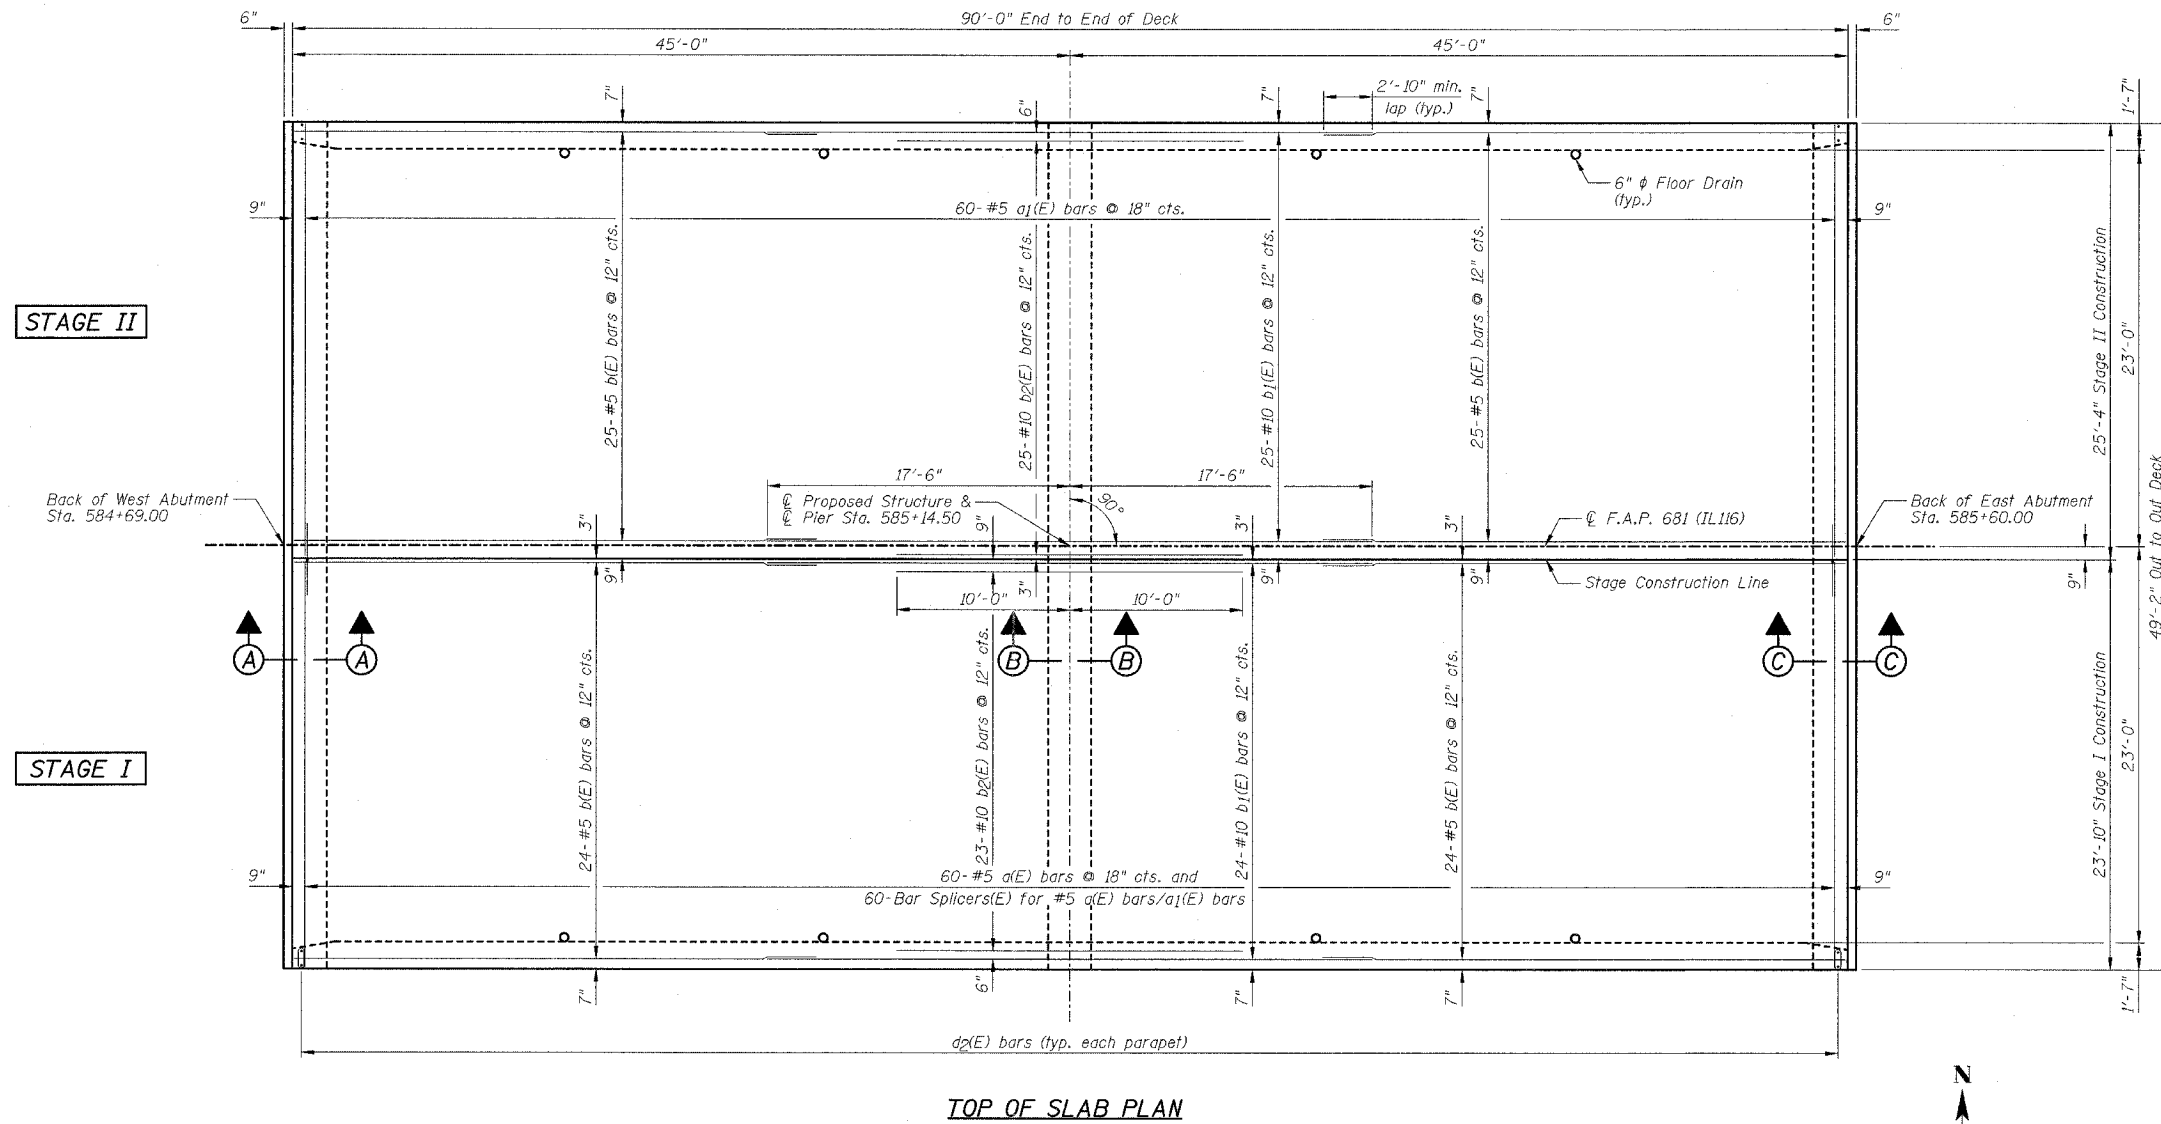 6"
90'-0" End to End of Deck
6"
45'-0"
45'-0"
7"
6"
7"
2'-10" min.
lap (typ.)
7"
1'-7"
6" ϕ Floor Drain
(typ.)
9"
60-#5 a1(E) bars @ 18" cts.
9"
25-#5 b(E) bars @ 12" cts.
25-#10 b2(E) bars @ 12" cts.
25-#10 b1(E) bars @ 12" cts.
25-#5 b(E) bars @ 12" cts.
25'-4" Stage II Construction
23'-0"
STAGE II
17'-6"
17'-6"
Back of West Abutment
Sta. 584+69.00
℄ Proposed Structure &
℄ Pier Sta. 585+14.50
90°
℄ F.A.P. 681 (IL116)
Back of East Abutment
Sta. 585+60.00
3"
9"
3"
3"
9"
3"
9"
9"
Stage Construction Line
9"
49'-2" Out to Out Deck
10'-0"
10'-0"
A
A
B
B
C
C
24-#5 b(E) bars @ 12" cts.
23-#10 b2(E) bars @ 12" cts.
24-#10 b1(E) bars @ 12" cts.
24-#5 b(E) bars @ 12" cts.
23'-10" Stage I Construction
23'-0"
STAGE I
9"
60-#5 a(E) bars @ 18" cts. and
60-Bar Splicers(E) for #5 a(E) bars/a1(E) bars
9"
7"
6"
7"
7"
1'-7"
d2(E) bars (typ. each parapet)
N
TOP OF SLAB PLAN